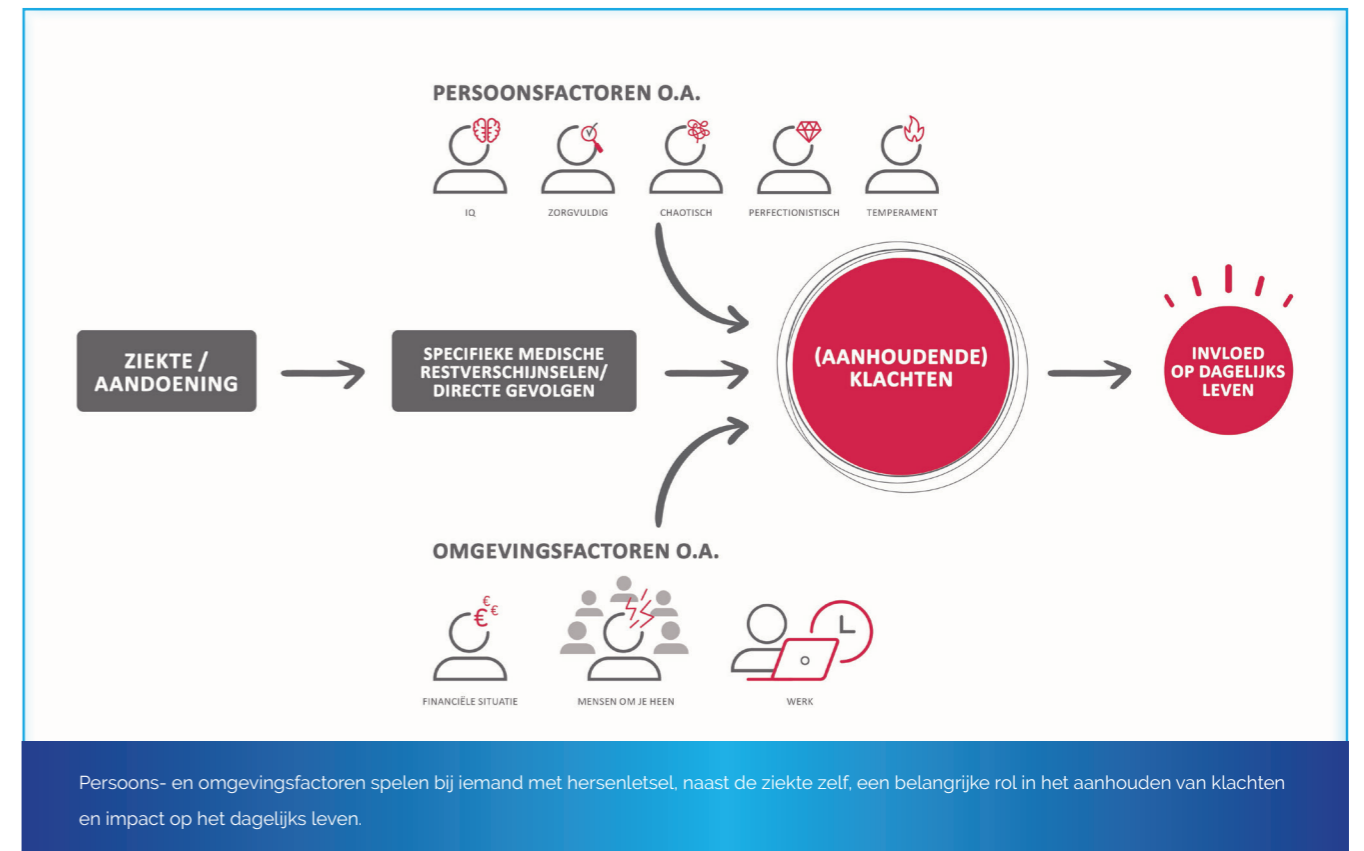 PERSOONSFACTOREN O.A.
IQ
ZORGVULDIG
CHAOTISCH
PERFECTIONISTISCH
TEMPERAMENT
ZIEKTE /
AANDOENING
SPECIFIEKE MEDISCHE
RESTVERSCHIJNSELEN/
DIRECTE GEVOLGEN
(AANHOUDENDE)
KLACHTEN
INVLOED
OP DAGELIJKS
LEVEN
OMGEVINGSFACTOREN O.A.
€
€ €
FINANCIËLE SITUATIE
MENSEN OM JE HEEN
WERK
Persoons- en omgevingsfactoren spelen bij iemand met hersenletsel, naast de ziekte zelf, een belangrijke rol in het aanhouden van klachten
en impact op het dagelijks leven.